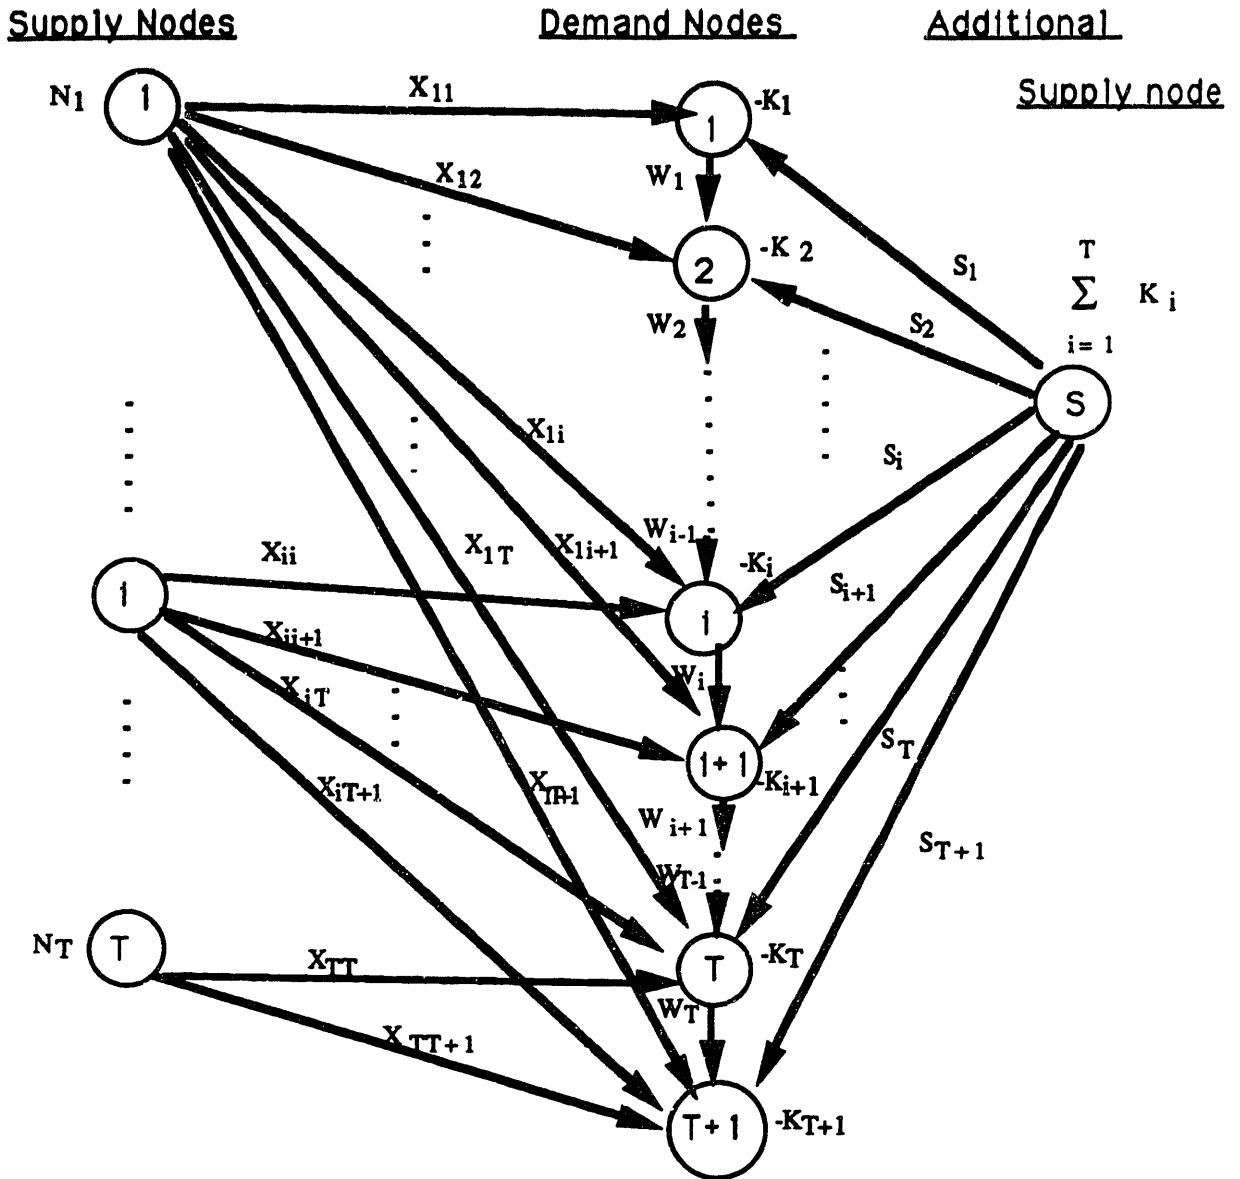 Supply Nodes
Demand Nodes
Additional
Supply node
N1
1
X11
1
-K1
W1
X12
2
-K 2
W2
S1
S2
T
∑ K i
i= 1
S
X1i
Si
Wi-1
Xii
X1T
X1i+1
-Ki
Si+1
i
i
Xii+1
Wi
XiT
i+1
-Ki+1
ST
XiT+1
Wi+1
ST+1
WT-1
NT
T
XTT
T
-KT
WT
XTT+1
T+1
-KT+1